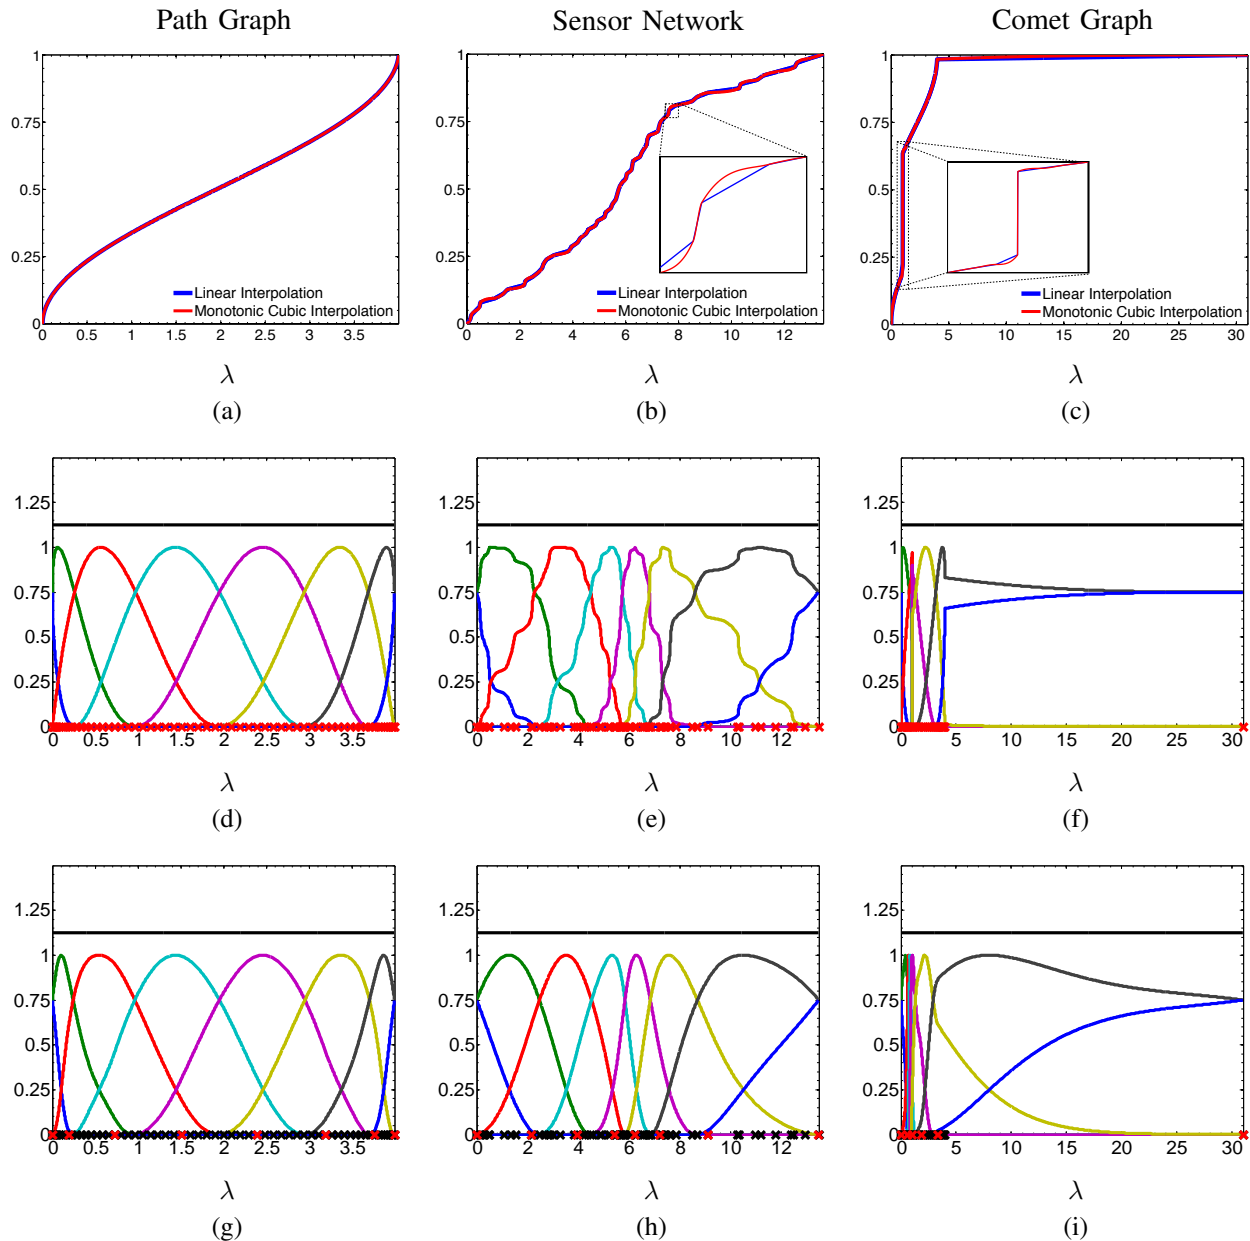 Path Graph
Sensor Network
Comet Graph
1
0.75
0.5
0.25
0
0.5 1 1.5 2 2.5 3 3.5
Linear Interpolation
Monotonic Cubic Interpolation
λ
(a)
1
0.75
0.5
0.25
0
0 2 4 6 8 10 12
Linear Interpolation
Monotonic Cubic Interpolation
λ
(b)
1
0.75
0.5
0.25
0
0 5 10 15 20 25 30
Linear Interpolation
Monotonic Cubic Interpolation
λ
(c)
1.25
1
0.75
0.5
0.25
0
0 0.5 1 1.5 2 2.5 3 3.5
λ
(d)
1.25
1
0.75
0.5
0.25
0
0 2 4 6 8 10 12
λ
(e)
1.25
1
0.75
0.5
0.25
0
0 5 10 15 20 25 30
λ
(f)
1.25
1
0.75
0.5
0.25
0
0 0.5 1 1.5 2 2.5 3 3.5
λ
(g)
1.25
1
0.75
0.5
0.25
0
0 2 4 6 8 10 12
λ
(h)
1.25
1
0.75
0.5
0.25
0
0 5 10 15 20 25 30
λ
(i)